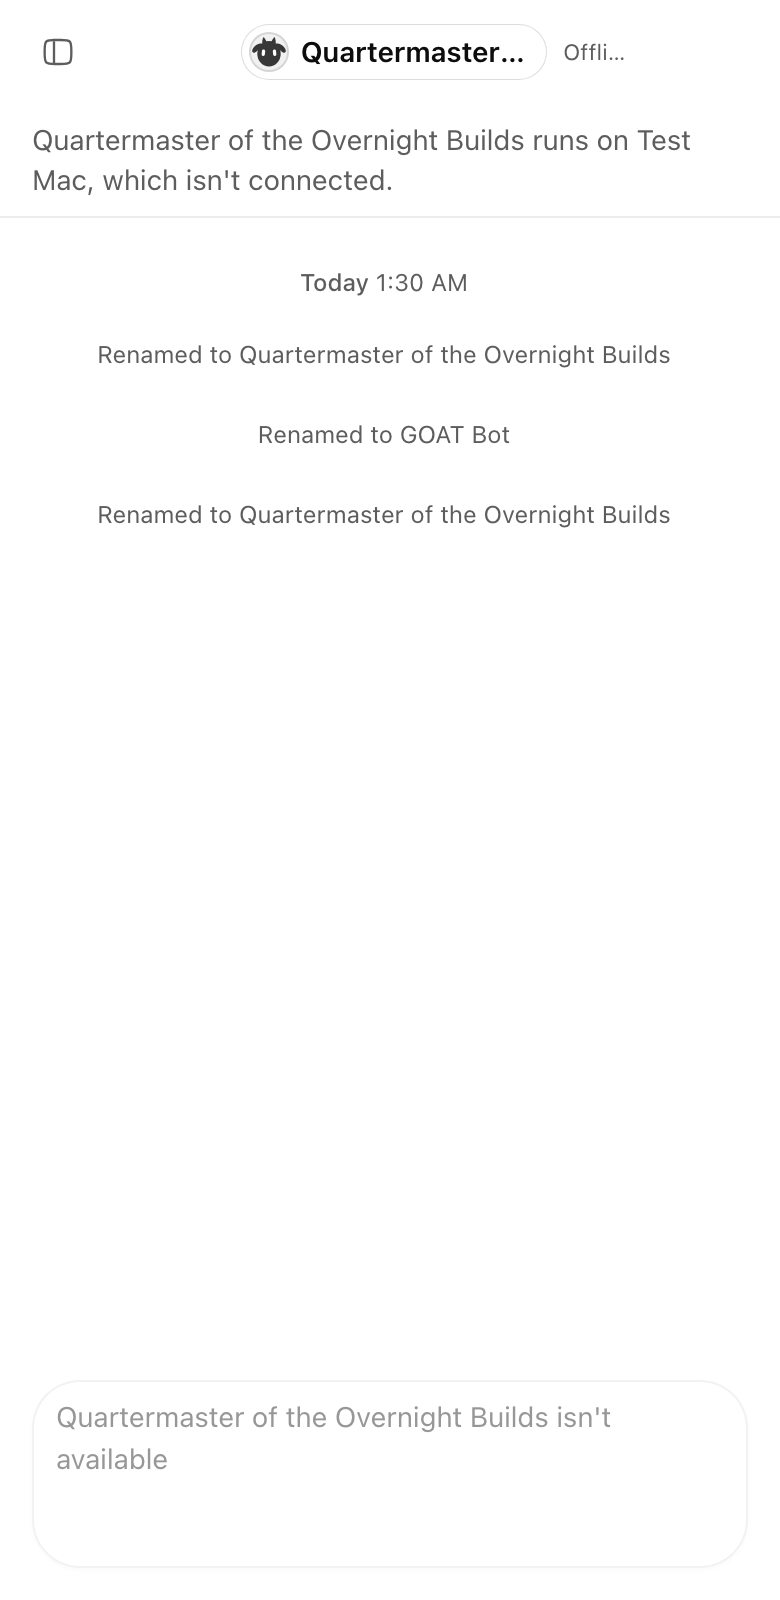 Quartermaster...
Offli...
Quartermaster of the Overnight Builds runs on Test
Mac, which isn't connected.
Today 1:30 AM
Renamed to Quartermaster of the Overnight Builds
Renamed to GOAT Bot
Renamed to Quartermaster of the Overnight Builds
Quartermaster of the Overnight Builds isn't
available